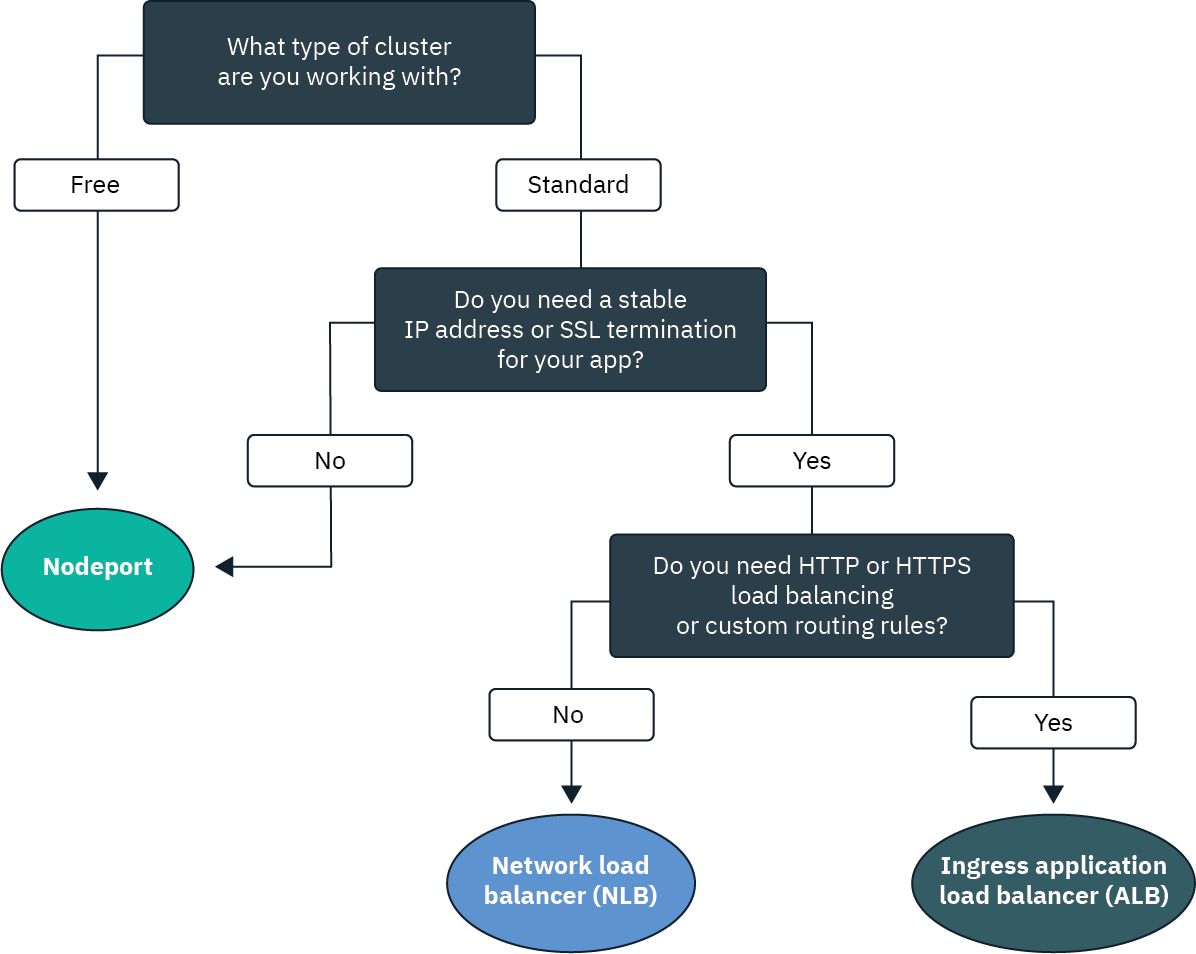 What type of cluster
are you working with?
Free
Standard
Do you need a stable
IP address or SSL termination
for your app?
No
Yes
Nodeport
Do you need HTTP or HTTPS
load balancing
or custom routing rules?
No
Yes
Network load
balancer (NLB)
Ingress application
load balancer (ALB)